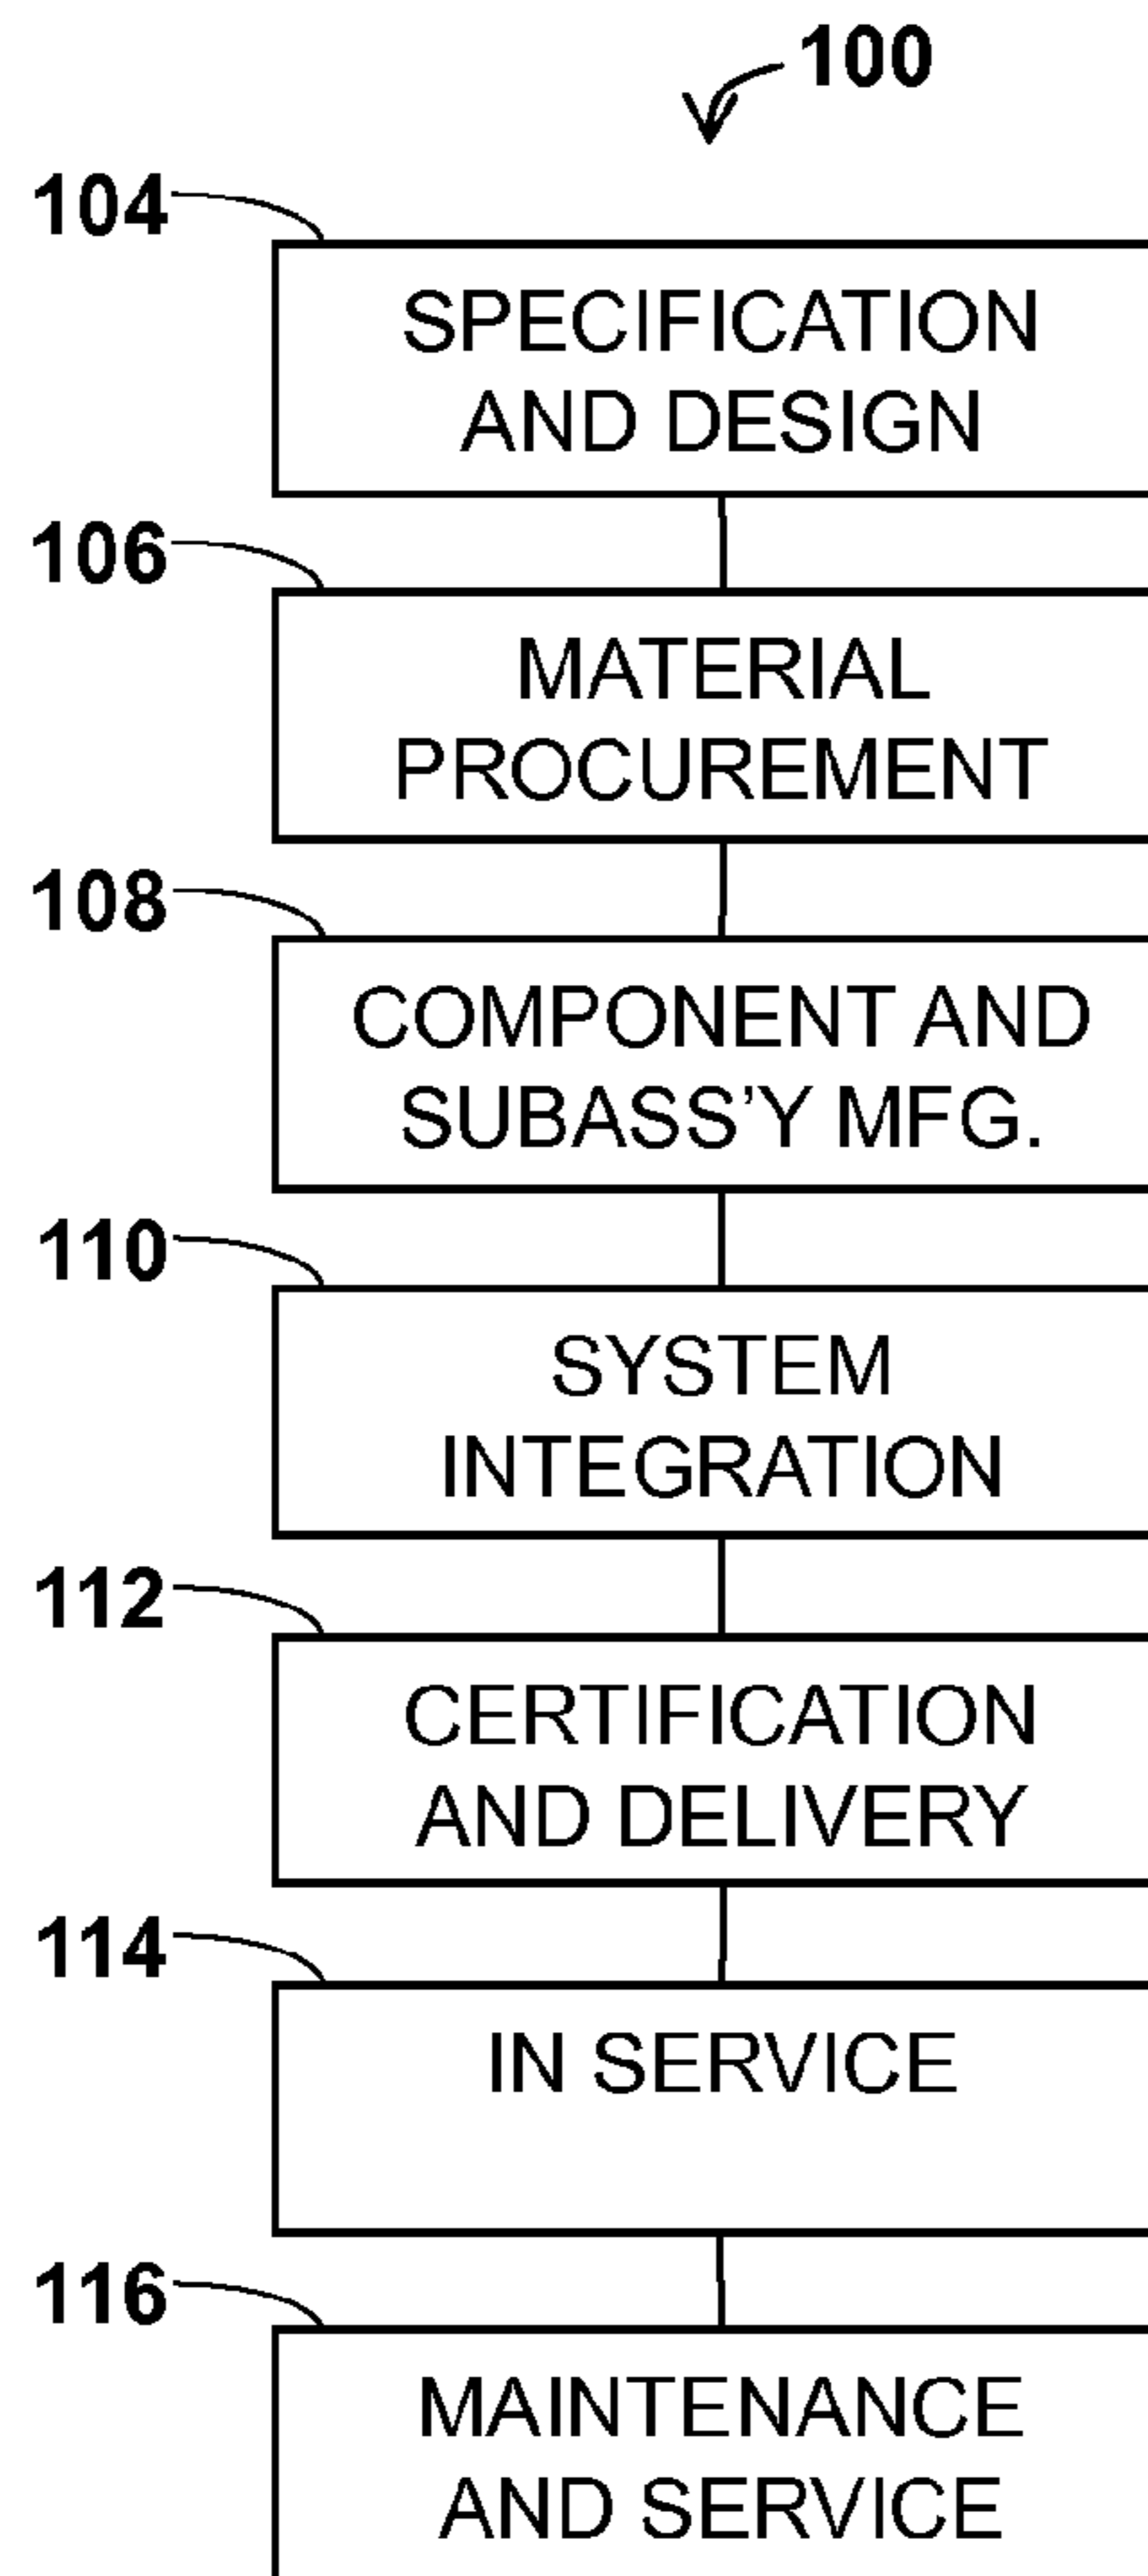 100
104
SPECIFICATION
AND DESIGN
106
MATERIAL
PROCUREMENT
108
COMPONENT AND
SUBASS’Y MFG.
110
SYSTEM
INTEGRATION
112
CERTIFICATION
AND DELIVERY
114
IN SERVICE
116
MAINTENANCE
AND SERVICE